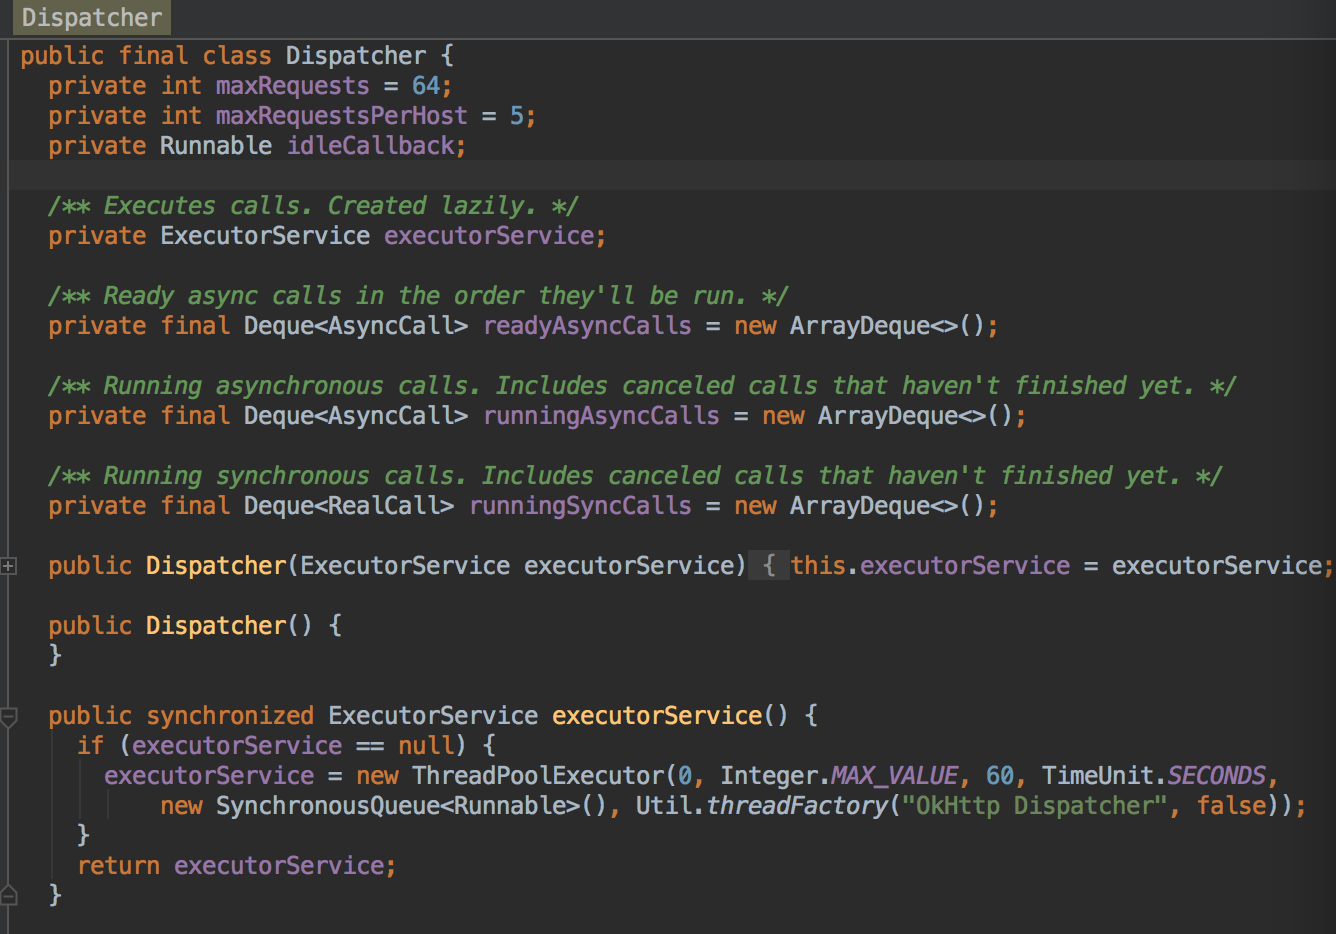 Dispatcher
public final class Dispatcher {
  private int maxRequests = 64;
  private int maxRequestsPerHost = 5;
  private Runnable idleCallback;

  /** Executes calls. Created lazily. */
  private ExecutorService executorService;

  /** Ready async calls in the order they'll be run. */
  private final Deque<AsyncCall> readyAsyncCalls = new ArrayDeque<>();

  /** Running asynchronous calls. Includes canceled calls that haven't finished yet. */
  private final Deque<AsyncCall> runningAsyncCalls = new ArrayDeque<>();

  /** Running synchronous calls. Includes canceled calls that haven't finished yet. */
  private final Deque<RealCall> runningSyncCalls = new ArrayDeque<>();

  public Dispatcher(ExecutorService executorService) { this.executorService = executorService;

  public Dispatcher() {
  }

  public synchronized ExecutorService executorService() {
    if (executorService == null) {
      executorService = new ThreadPoolExecutor(0, Integer.MAX_VALUE, 60, TimeUnit.SECONDS,
          new SynchronousQueue<Runnable>(), Util.threadFactory("OkHttp Dispatcher", false));
    }
    return executorService;
  }